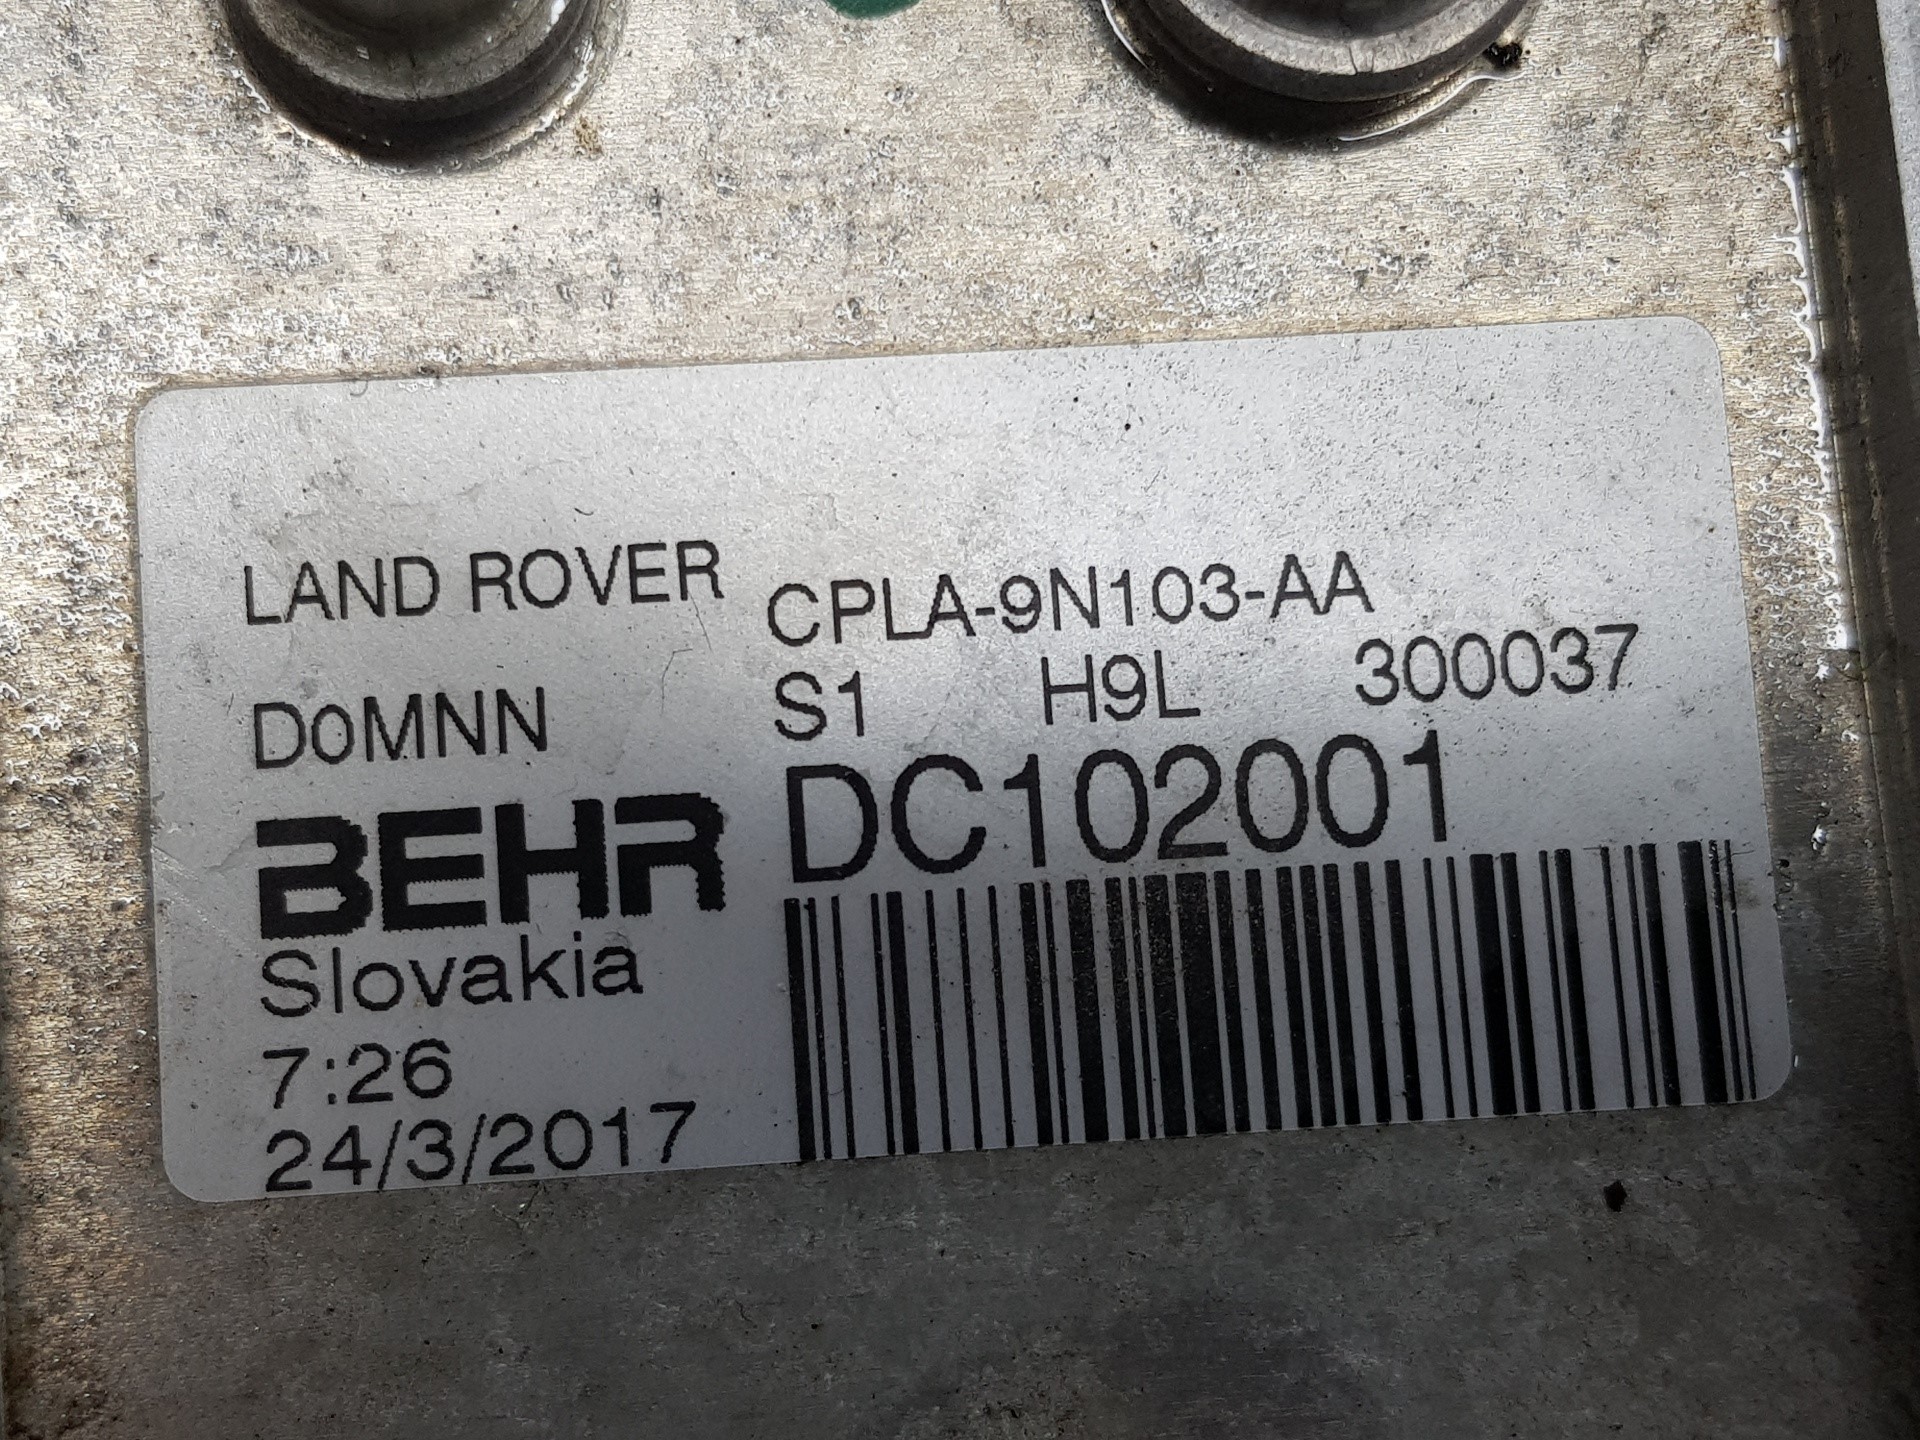 LAND ROVER CPLA-9N103-AA
D0MNN S1 H9L 300037
BEHR DC102001
Slovakia
7:26
24/3/2017